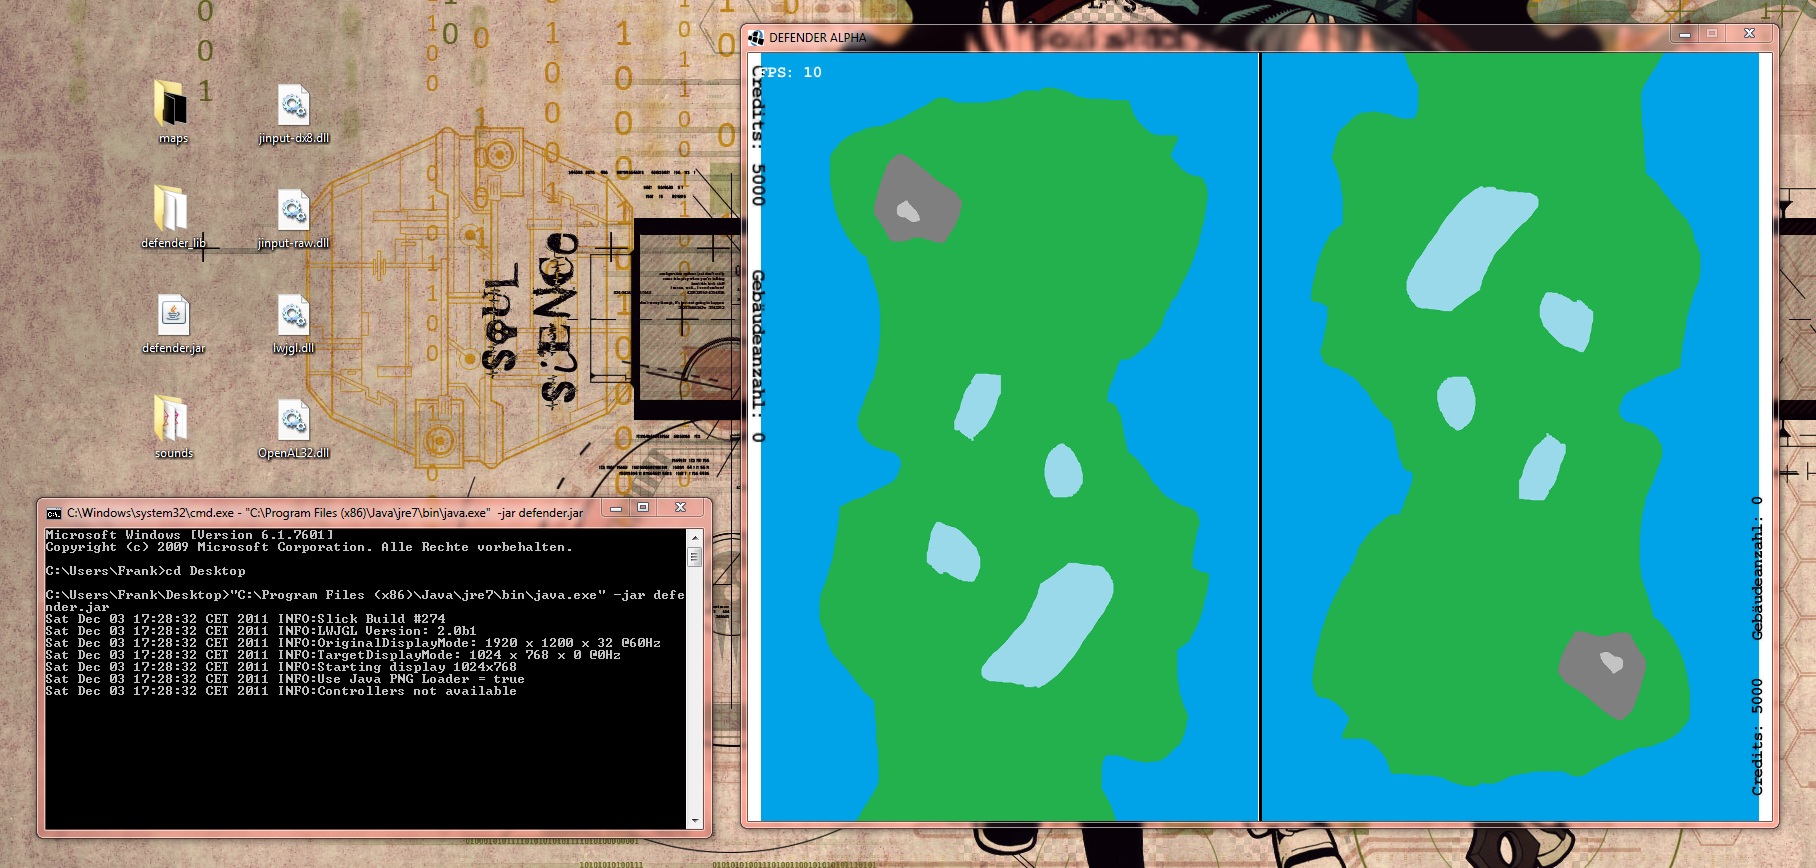 maps
jinput-dx8.dll
defender_lib
jinput-raw.dll
defender.jar
lwjgl.dll
sounds
OpenAL32.dll
SOUL
SCIENCE
DEFENDER ALPHA
FPS: 10
Credits: 5000 Gebäudeanzahl: 0
Credits: 5000 Gebäudeanzahl: 0
C:\Windows\system32\cmd.exe - "C:\Program Files (x86)\Java\jre7\bin\java.exe" -jar defender.jar
Microsoft Windows [Version 6.1.7601]
Copyright (c) 2009 Microsoft Corporation. Alle Rechte vorbehalten.
C:\Users\Frank>cd Desktop
C:\Users\Frank\Desktop>"C:\Program Files (x86)\Java\jre7\bin\java.exe" -jar defe
nder.jar
Sat Dec 03 17:28:32 CET 2011 INFO:Slick Build #274
Sat Dec 03 17:28:32 CET 2011 INFO:LWJGL Version: 2.0b1
Sat Dec 03 17:28:32 CET 2011 INFO:OriginalDisplayMode: 1920 x 1200 x 32 @60Hz
Sat Dec 03 17:28:32 CET 2011 INFO:TargetDisplayMode: 1024 x 768 x 0 @0Hz
Sat Dec 03 17:28:32 CET 2011 INFO:Starting display 1024x768
Sat Dec 03 17:28:32 CET 2011 INFO:Use Java PNG Loader = true
Sat Dec 03 17:28:32 CET 2011 INFO:Controllers not available